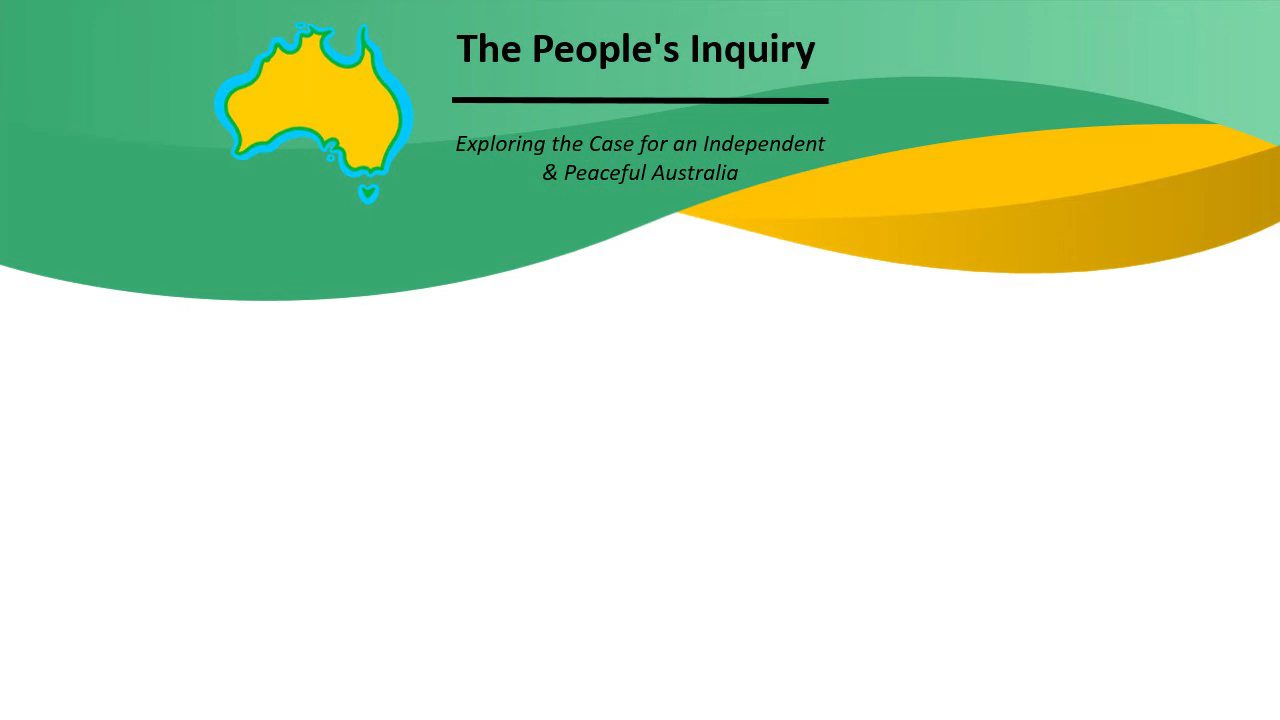 The People's Inquiry
Exploring the Case for an Independent
& Peaceful Australia